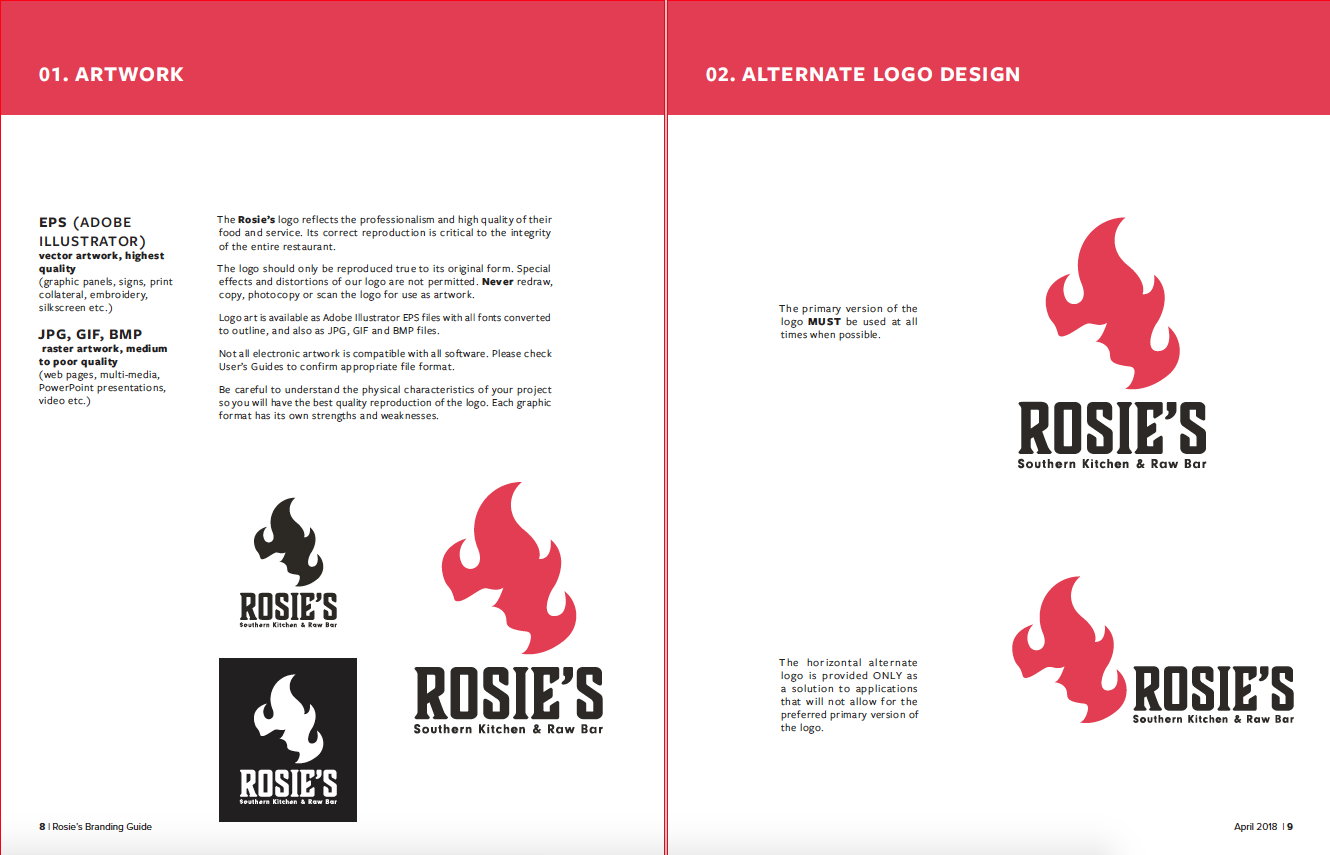 01. ARTWORK
EPS (ADOBE
ILLUSTRATOR)
vector artwork, highest
quality
(graphic panels, signs, print
collateral, embroidery,
silkscreen etc.)
JPG, GIF, BMP
raster artwork, medium
to poor quality
(web pages, multi-media,
PowerPoint presentations,
video etc.)
The Rosie's logo reflects the professionalism and high quality of their
food and service. Its correct reproduction is critical to the integrity
of the entire restaurant.
The logo should only be reproduced true to its original form. Special
effects and distortions of our logo are not permitted. Never redraw,
copy, photocopy or scan the logo for use as artwork.
Logo art is available as Adobe Illustrator EPS files with all fonts converted
to outline, and also as JPG, GIF and BMP files.
Not all electronic artwork is compatible with all software. Please check
User's Guides to confirm appropriate file format.
Be careful to understand the physical characteristics of your project
so you will have the best quality reproduction of the logo. Each graphic
format has its own strengths and weaknesses.
ROSIE'S
Southern Kitchen & Raw Bar
ROSIE'S
Southern Kitchen & Raw Bar
ROSIE'S
Southern Kitchen & Raw Bar
8 | Rosie's Branding Guide
02. ALTERNATE LOGO DESIGN
The primary version of the
logo MUST be used at all
times when possible.
ROSIE'S
Southern Kitchen & Raw Bar
The horizontal alternate
logo is provided ONLY as
a solution to applications
that will not allow for the
preferred primary version of
the logo.
ROSIE'S
Southern Kitchen & Raw Bar
April 2018 | 9